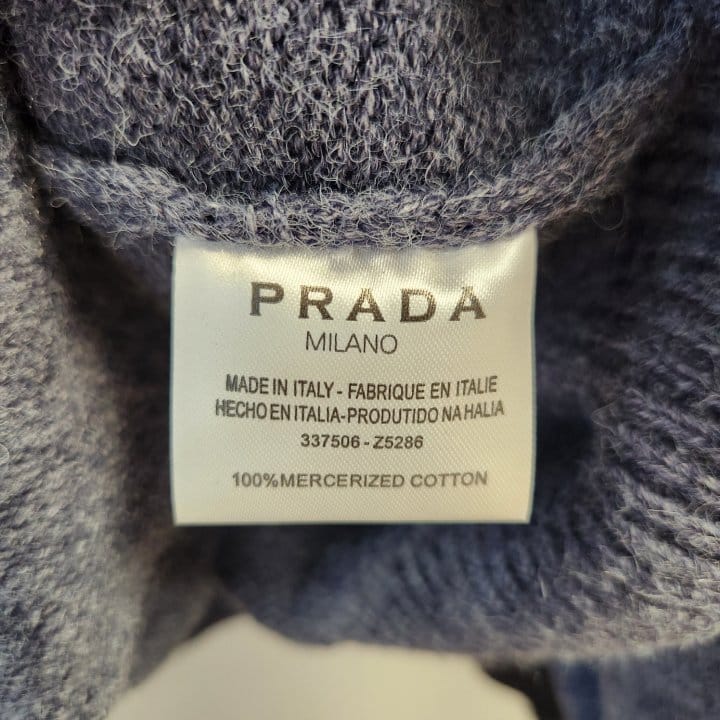 PRADA
MILANO
MADE IN ITALY - FABRIQUE EN ITALIE
HECHO EN ITALIA-PRODUTIDO NA HALIA
337506 - Z5286
100%MERCERIZED COTTON